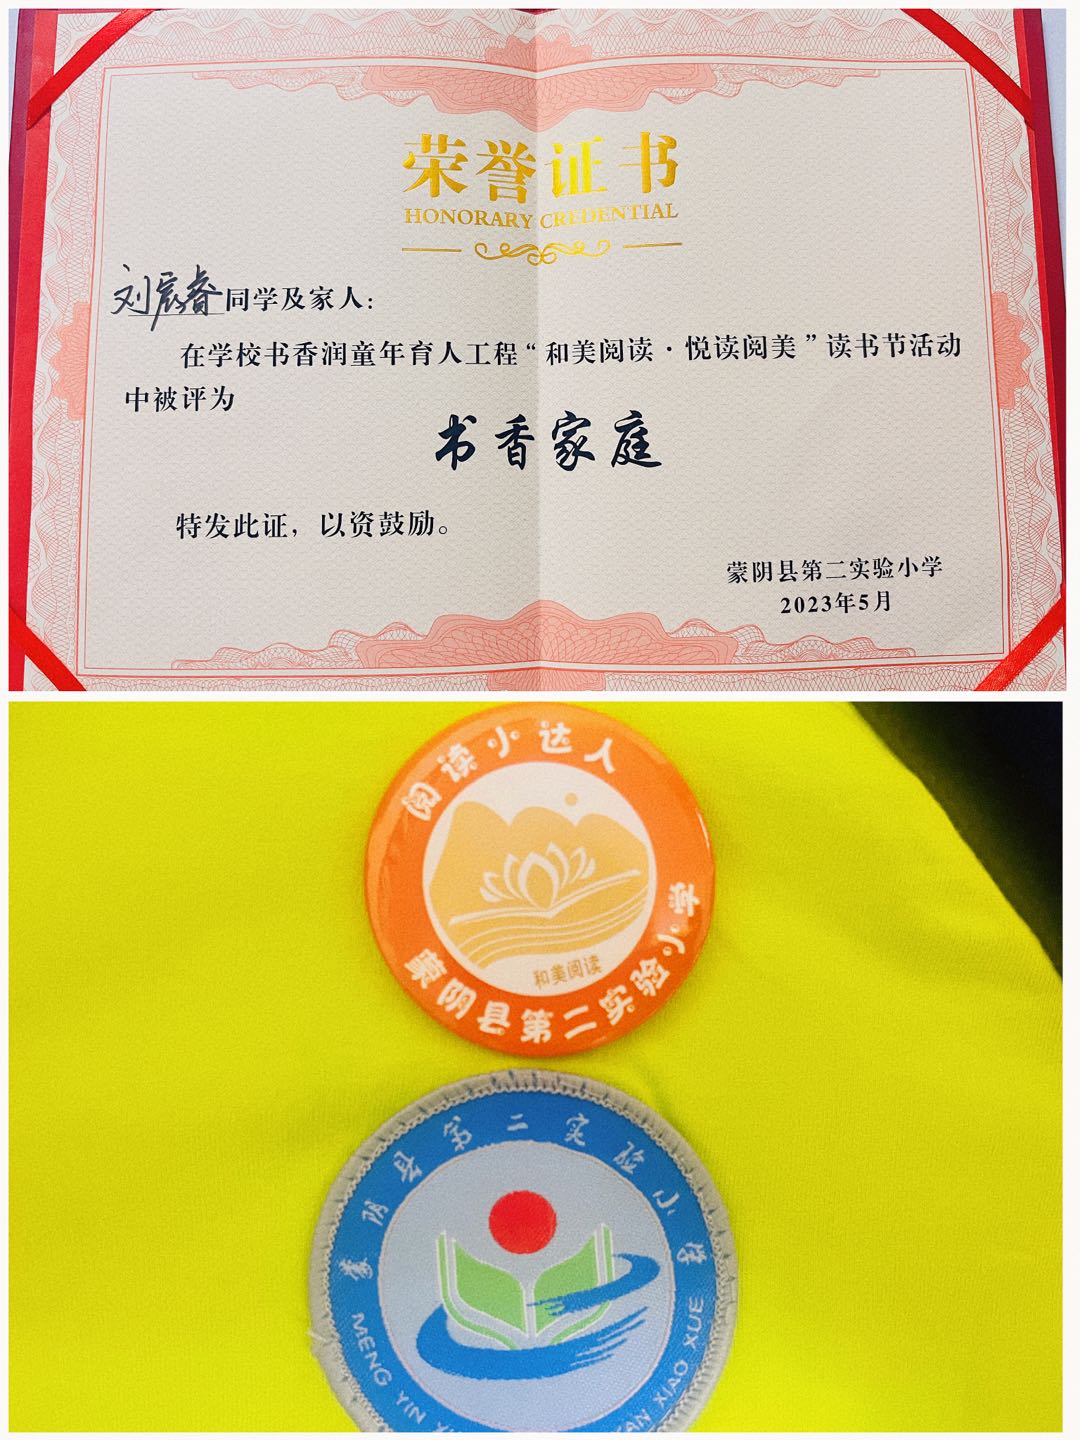 荣誉证书
HONORARY CREDENTIAL
刘宸睿同学及家人：
在学校书香润童年育人工程“和美阅读·悦读阅美”读书节活动
中被评为
书香家庭
特发此证，以资鼓励。
蒙阴县第二实验小学
2023年5月
阅读小达人
和美阅读
蒙阴县第二实验小学
蒙阴县第二实验小学
MENG YIN
XIAO XUE